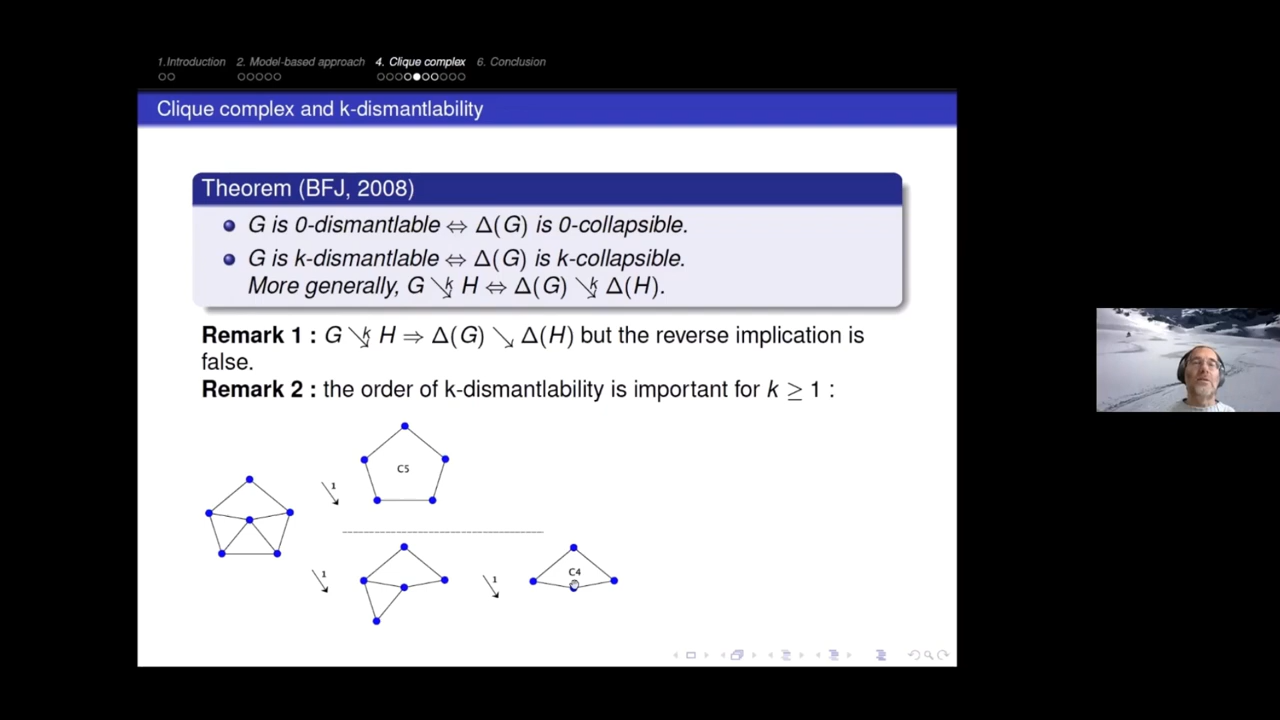 1.Introduction 2. Model-based approach 4. Clique complex 6. Conclusion
Clique complex and k-dismantlability
Theorem (BFJ, 2008)
G is 0-dismantlable ⇔ Δ(G) is 0-collapsible.
G is k-dismantlable ⇔ Δ(G) is k-collapsible.
More generally, G ↘k H ⇔ Δ(G) ↘k Δ(H).
Remark 1 : G ↘k H ⇒ Δ(G) ↘ Δ(H) but the reverse implication is
false.
Remark 2 : the order of k-dismantlability is important for k ≥ 1 :
C5
1
1
1
C4